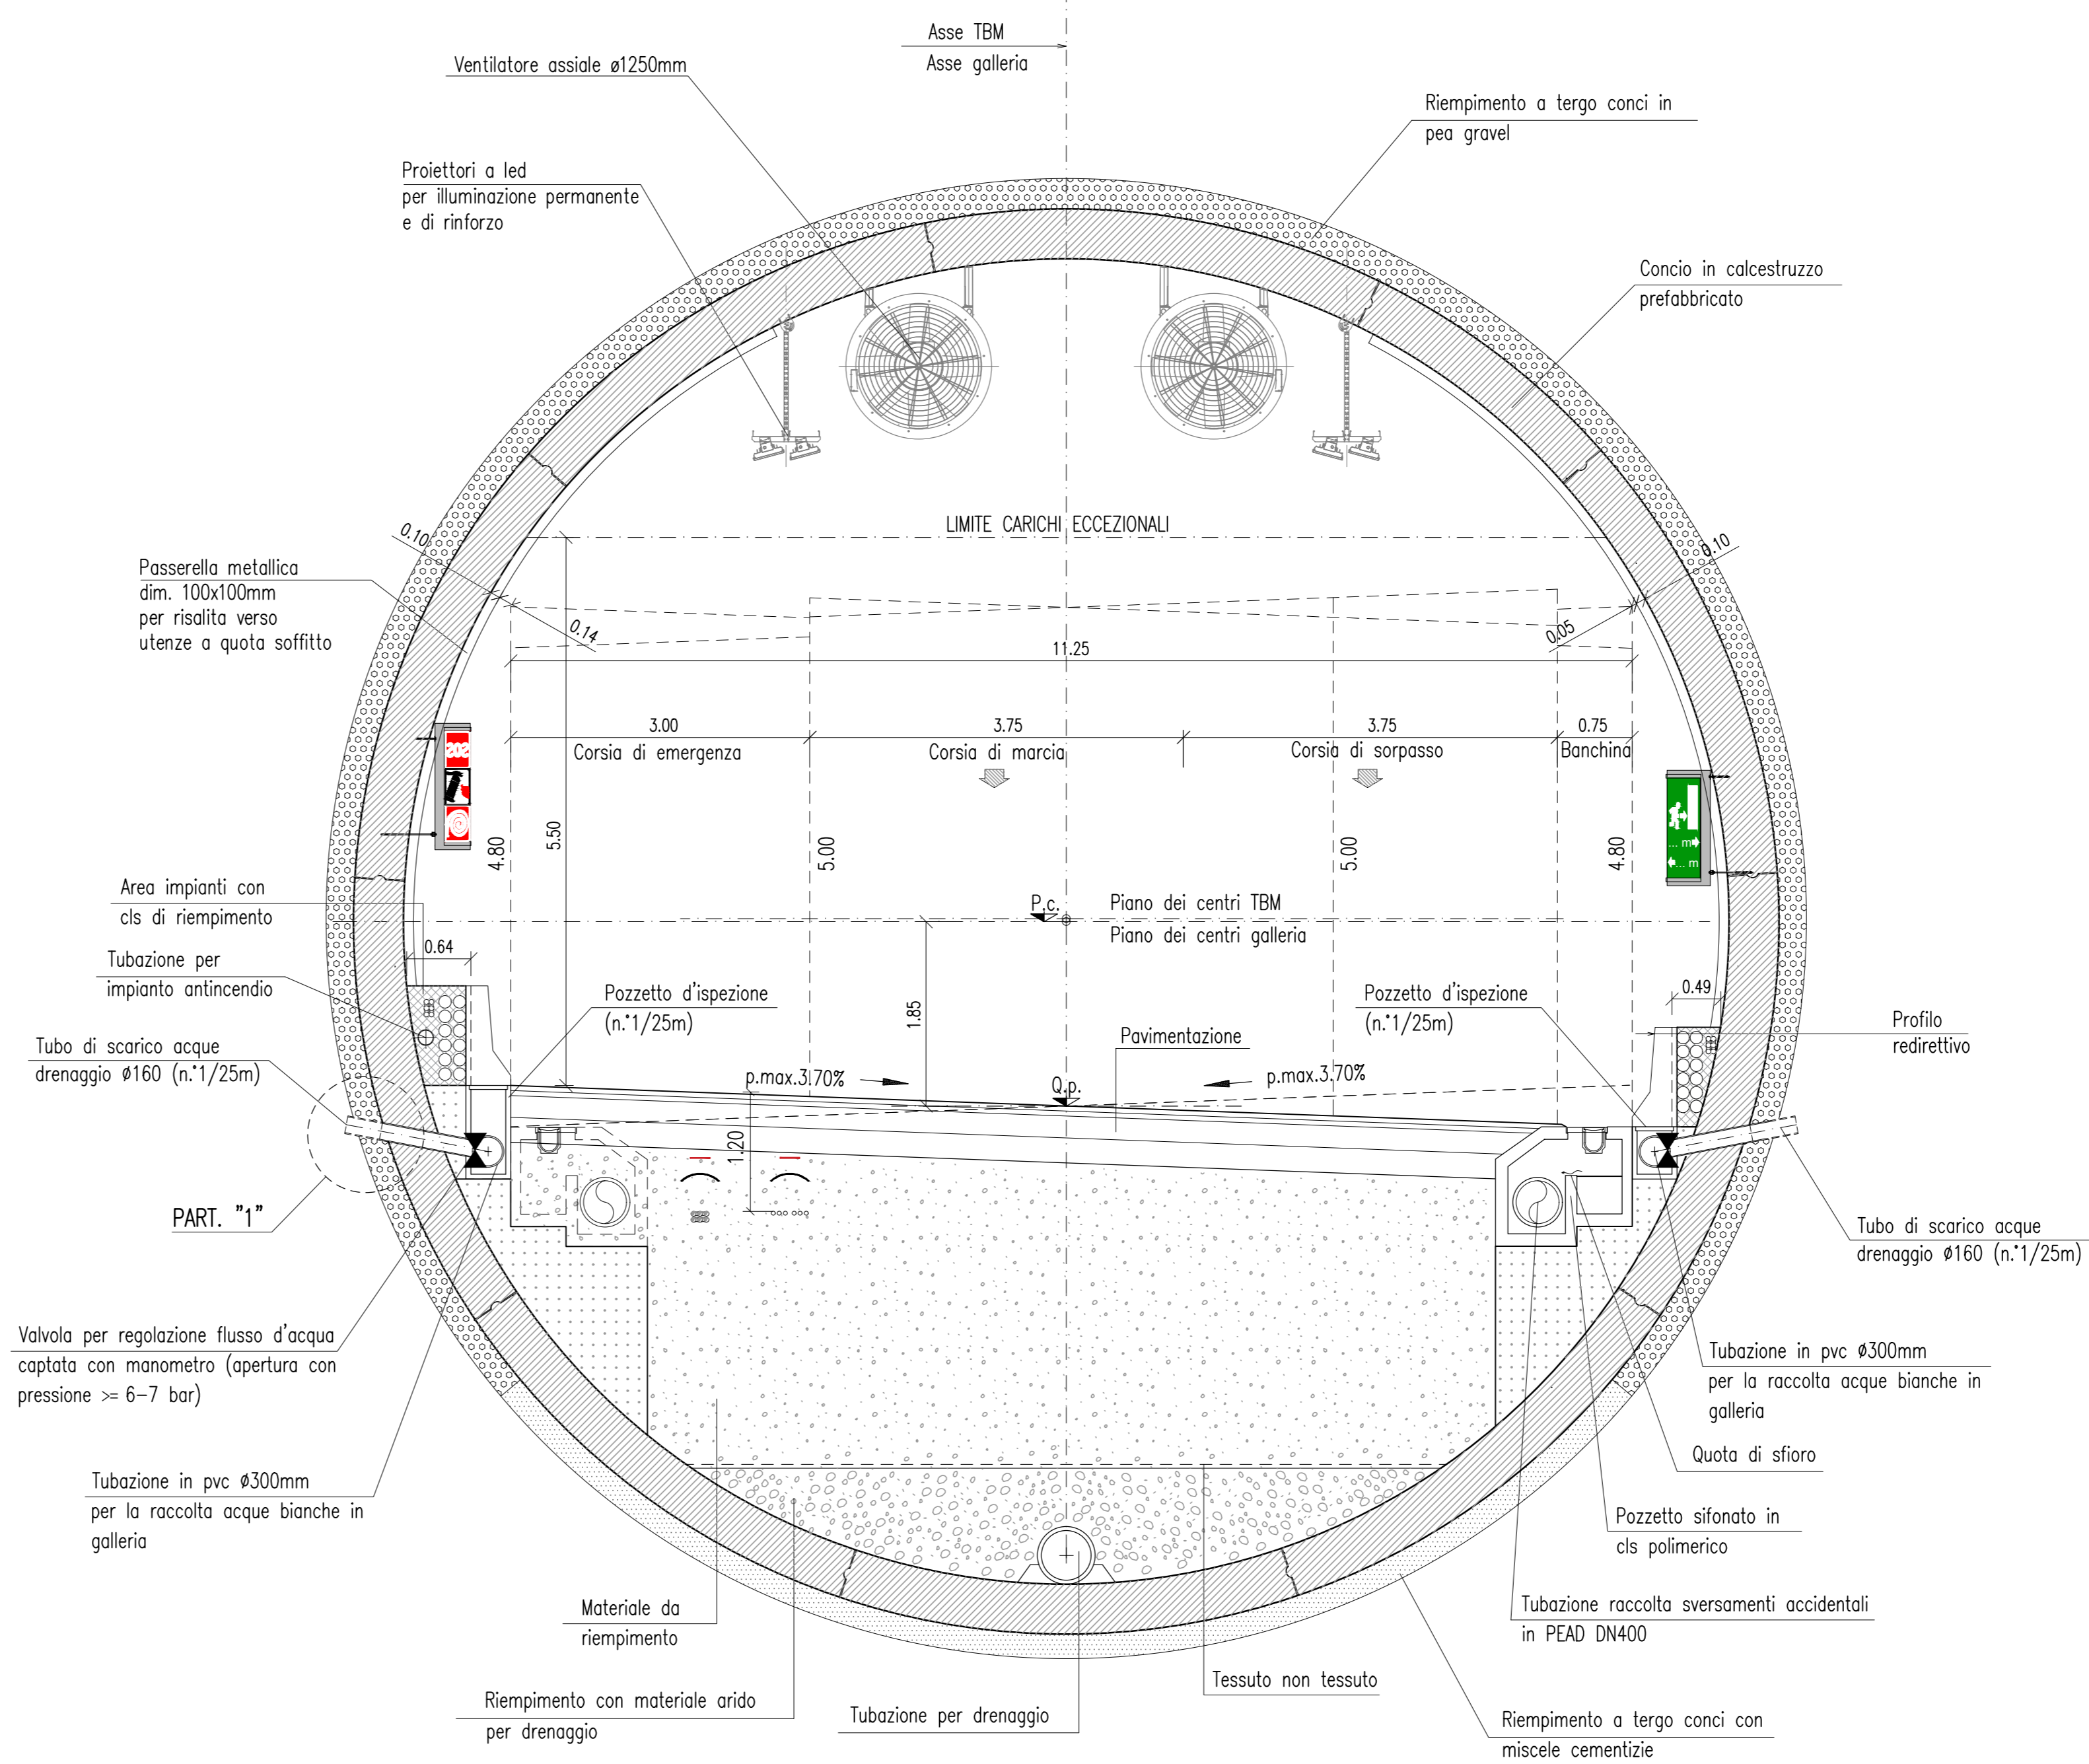 Asse TBM
Asse galleria
Ventilatore assiale ø1250mm
Riempimento a tergo conci in
pea gravel
Proiettori a led
per illuminazione permanente
e di rinforzo
Concio in calcestruzzo
prefabbricato
LIMITE CARICHI ECCEZIONALI
0.10
0.10
Passerella metallica
dim. 100x100mm
per risalita verso
utenze a quota soffitto
0.14
0.05
11.25
3.00
3.75
3.75
0.75
Corsia di emergenza
Corsia di marcia
Corsia di sorpasso
Banchina
SOS
4.80
5.50
5.00
5.00
4.80
... m
... m
Area impianti con
cls di riempimento
P.c.
Piano dei centri TBM
Piano dei centri galleria
0.64
Tubazione per
impianto antincendio
Pozzetto d'ispezione
(n.°1/25m)
1.85
Pozzetto d'ispezione
(n.°1/25m)
0.49
Pavimentazione
Profilo
redirettivo
Tubo di scarico acque
drenaggio ø160 (n.°1/25m)
p.max.3.70%
Q.p.
p.max.3.70%
1.20
PART. "1"
Tubo di scarico acque
drenaggio ø160 (n.°1/25m)
Valvola per regolazione flusso d'acqua
captata con manometro (apertura con
pressione >= 6-7 bar)
Tubazione in pvc ø300mm
per la raccolta acque bianche in
galleria
Quota di sfioro
Tubazione in pvc ø300mm
per la raccolta acque bianche in
galleria
Pozzetto sifonato in
cls polimerico
Materiale da
riempimento
Tubazione raccolta sversamenti accidentali
in PEAD DN400
Tessuto non tessuto
Riempimento con materiale arido
per drenaggio
Tubazione per drenaggio
Riempimento a tergo conci con
miscele cementizie